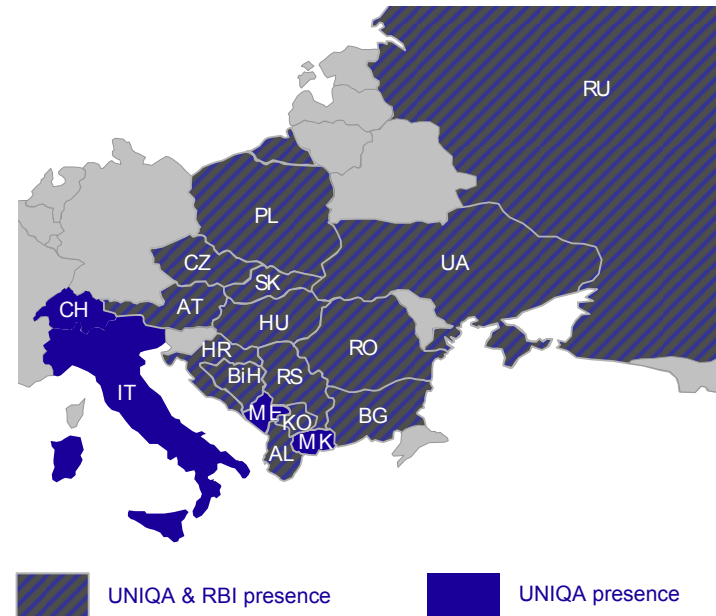 RU
PL
CZ
UA
SK
CH
AT
HU
HR
RO
BiH
RS
IT
ME
KO
BG
MK
AL
UNIQA & RBI presence
UNIQA presence